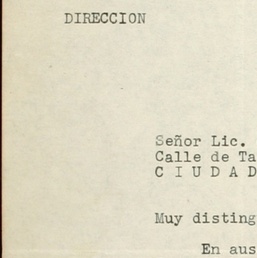 DIRECCION
Señor Lic.
Calle de Ta
C I U D A D
Muy disting
En aus